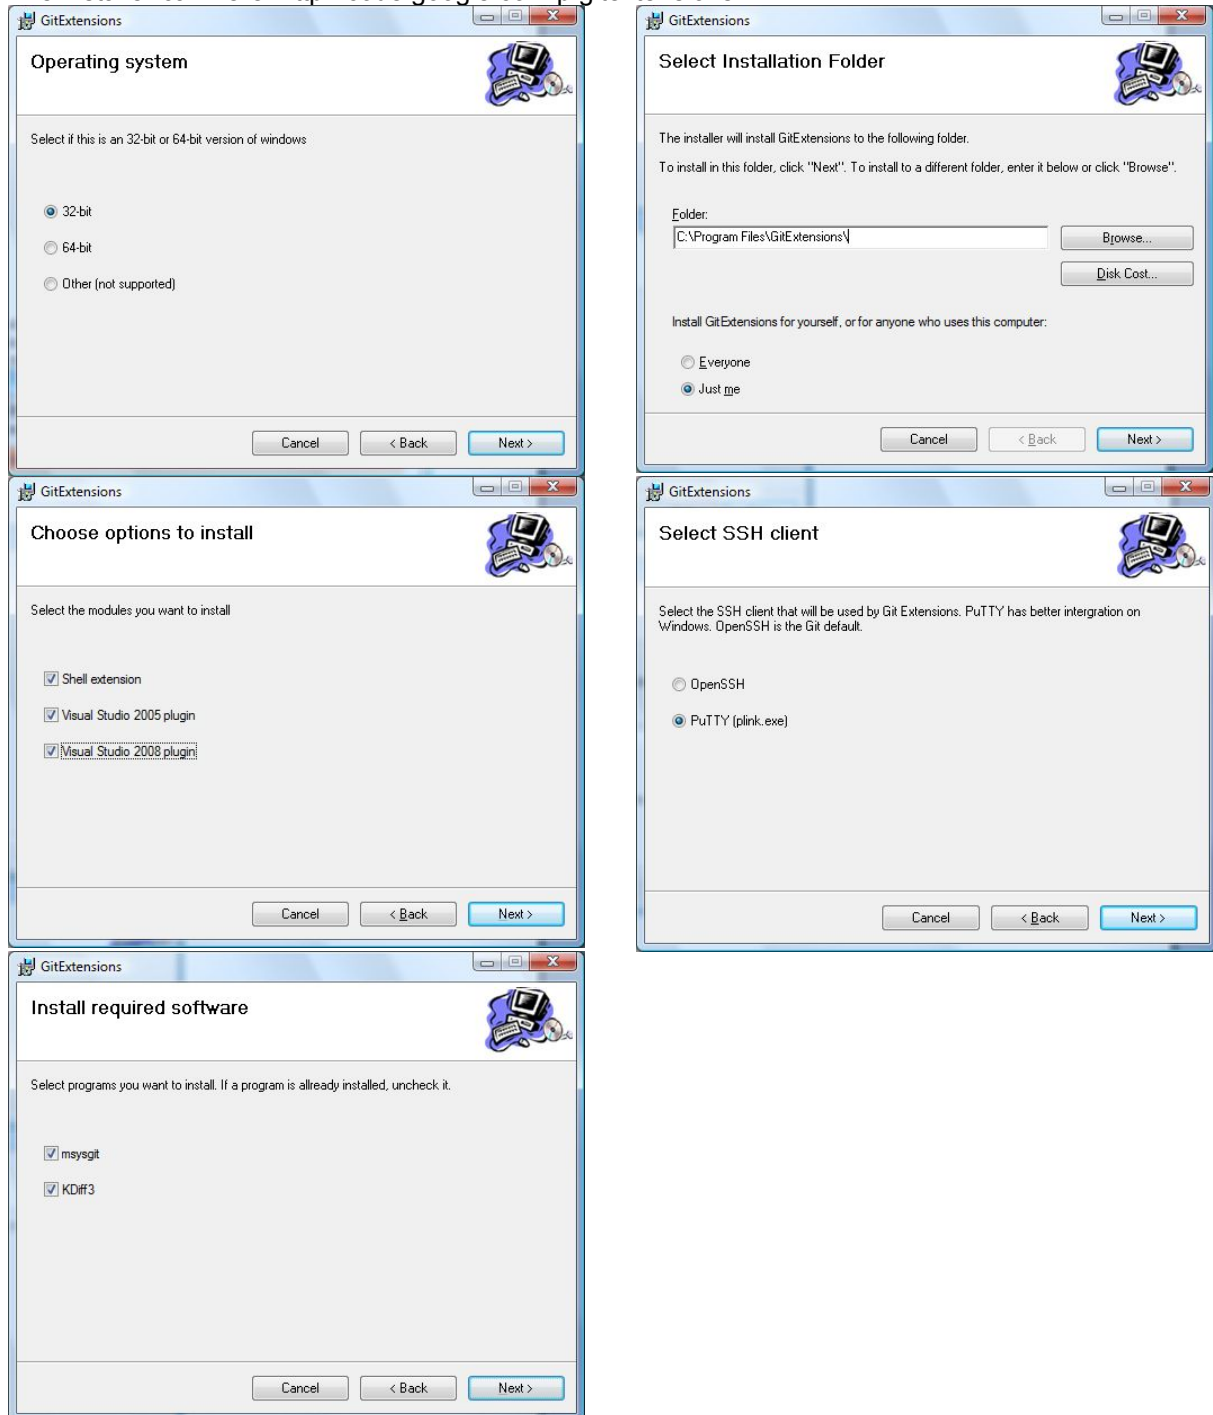 GitExtensions
Operating system
Select if this is an 32-bit or 64-bit version of windows
32-bit
64-bit
Other (not supported)
Cancel
< Back
Next >
GitExtensions
Select Installation Folder
The installer will install GitExtensions to the following folder.
To install in this folder, click "Next". To install to a different folder, enter it below or click "Browse".
Folder:
C:\Program Files\GitExtensions\
Browse...
Disk Cost...
Install GitExtensions for yourself, or for anyone who uses this computer:
Everyone
Just me
Cancel
< Back
Next >
GitExtensions
Choose options to install
Select the modules you want to install
Shell extension
Visual Studio 2005 plugin
Visual Studio 2008 plugin
Cancel
< Back
Next >
GitExtensions
Select SSH client
Select the SSH client that will be used by Git Extensions. PuTTY has better intergration on
Windows. OpenSSH is the Git default.
OpenSSH
PuTTY (plink.exe)
Cancel
< Back
Next >
GitExtensions
Install required software
Select programs you want to install. If a program is allready installed, uncheck it.
msysgit
KDiff3
Cancel
< Back
Next >